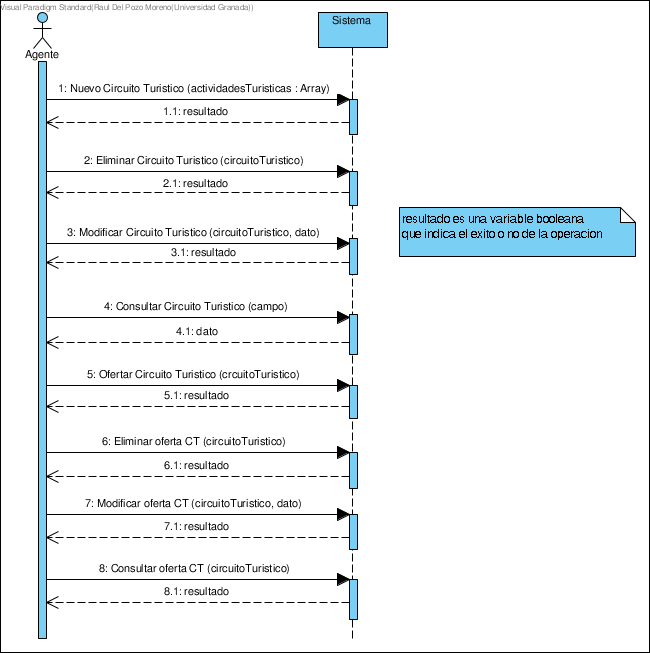 Visual Paradigm Standard(Raul Del Pozo Moreno(Universidad Granada))
Sistema
Agente
1: Nuevo Circuito Turistico (actividadesTuristicas : Array)
1.1: resultado
2: Eliminar Circuito Turistico (circuitoTuristico)
2.1: resultado
resultado es una variable booleana
que indica el exito o no de la operacion
3: Modificar Circuito Turistico (circuitoTuristico, dato)
3.1: resultado
4: Consultar Circuito Turistico (campo)
4.1: dato
5: Ofertar Circuito Turistico (crcuitoTuristico)
5.1: resultado
6: Eliminar oferta CT (circuitoTuristico)
6.1: resultado
7: Modificar oferta CT (circuitoTuristico, dato)
7.1: resultado
8: Consultar oferta CT (circuitoTuristico)
8.1: resultado